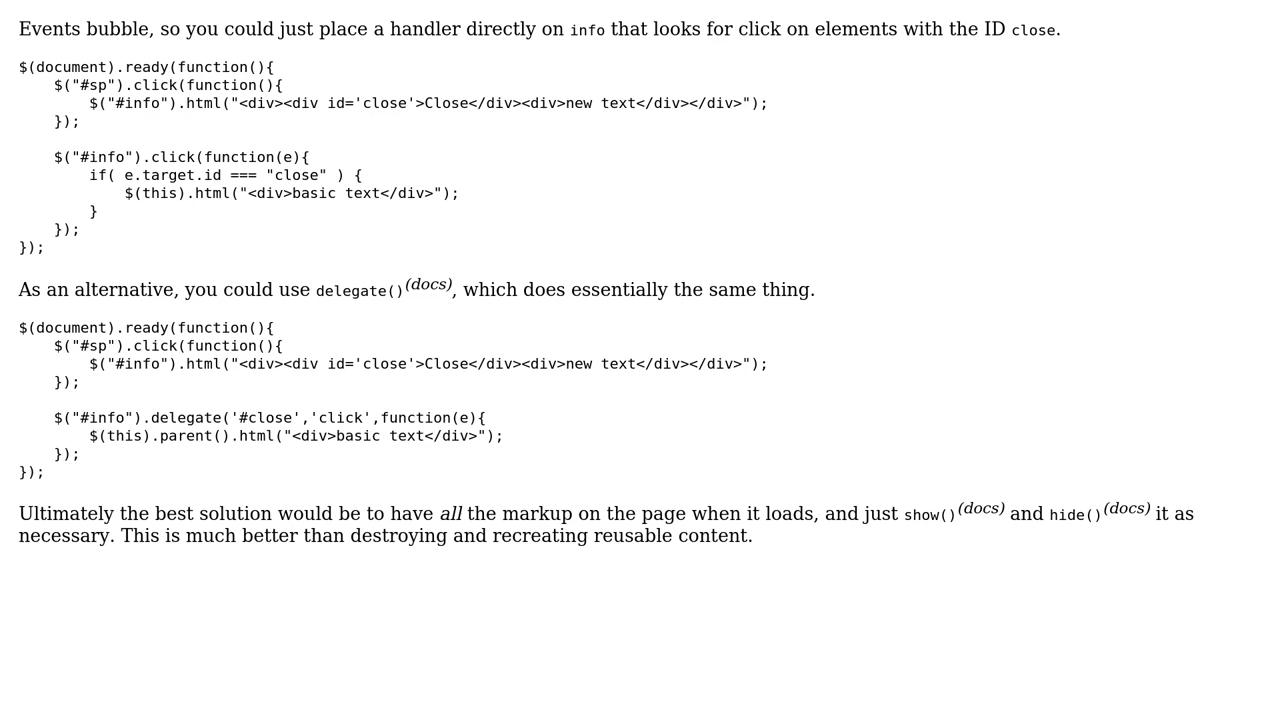 Events bubble, so you could just place a handler directly on info that looks for click on elements with the ID close.
$(document).ready(function(){
    $("#sp").click(function(){
        $("#info").html("<div><div id='close'>Close</div><div>new text</div></div>");
    });

    $("#info").click(function(e){
        if( e.target.id === "close" ) {
            $(this).html("<div>basic text</div>");
        }
    });
});
As an alternative, you could use delegate()(docs), which does essentially the same thing.
$(document).ready(function(){
    $("#sp").click(function(){
        $("#info").html("<div><div id='close'>Close</div><div>new text</div></div>");
    });

    $("#info").delegate('#close','click',function(e){
        $(this).parent().html("<div>basic text</div>");
    });
});
Ultimately the best solution would be to have all the markup on the page when it loads, and just show()(docs) and hide()(docs) it as
necessary. This is much better than destroying and recreating reusable content.